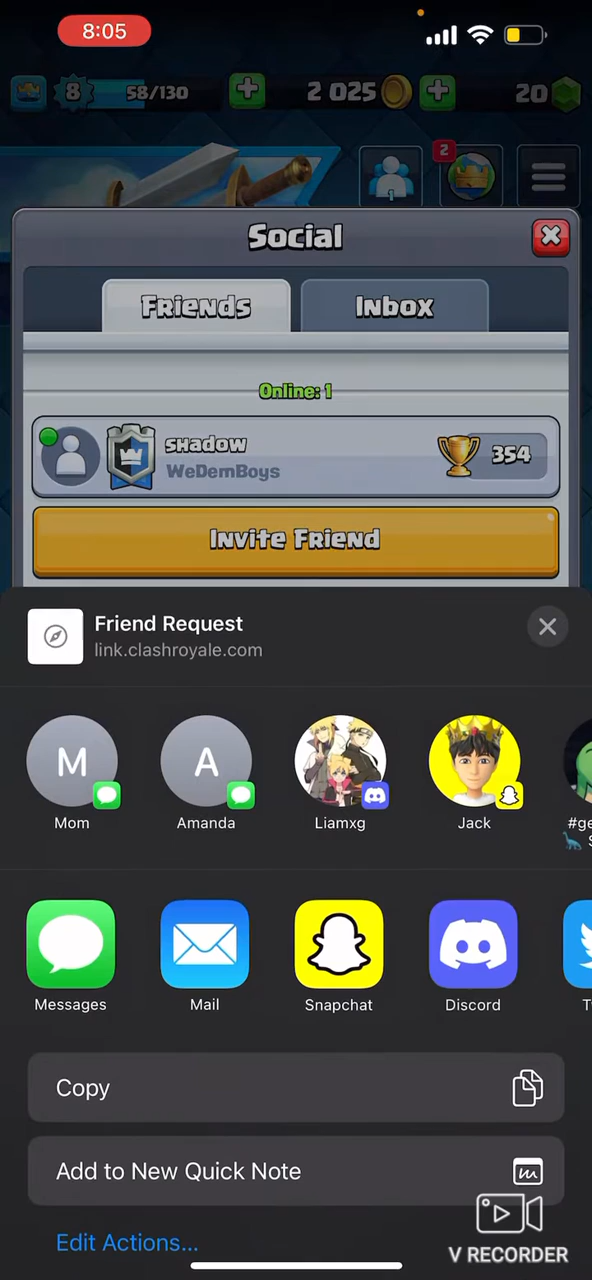 8:05
8
58/130
2 025
20
2
1
Social
Friends
Inbox
Online: 1
shadow
WeDemBoys
354
Invite Friend
Friend Request
link.clashroyale.com
M
A
Mom
Amanda
Liamxg
Jack
#ge
Messages
Mail
Snapchat
Discord
Copy
Add to New Quick Note
Edit Actions...
V RECORDER